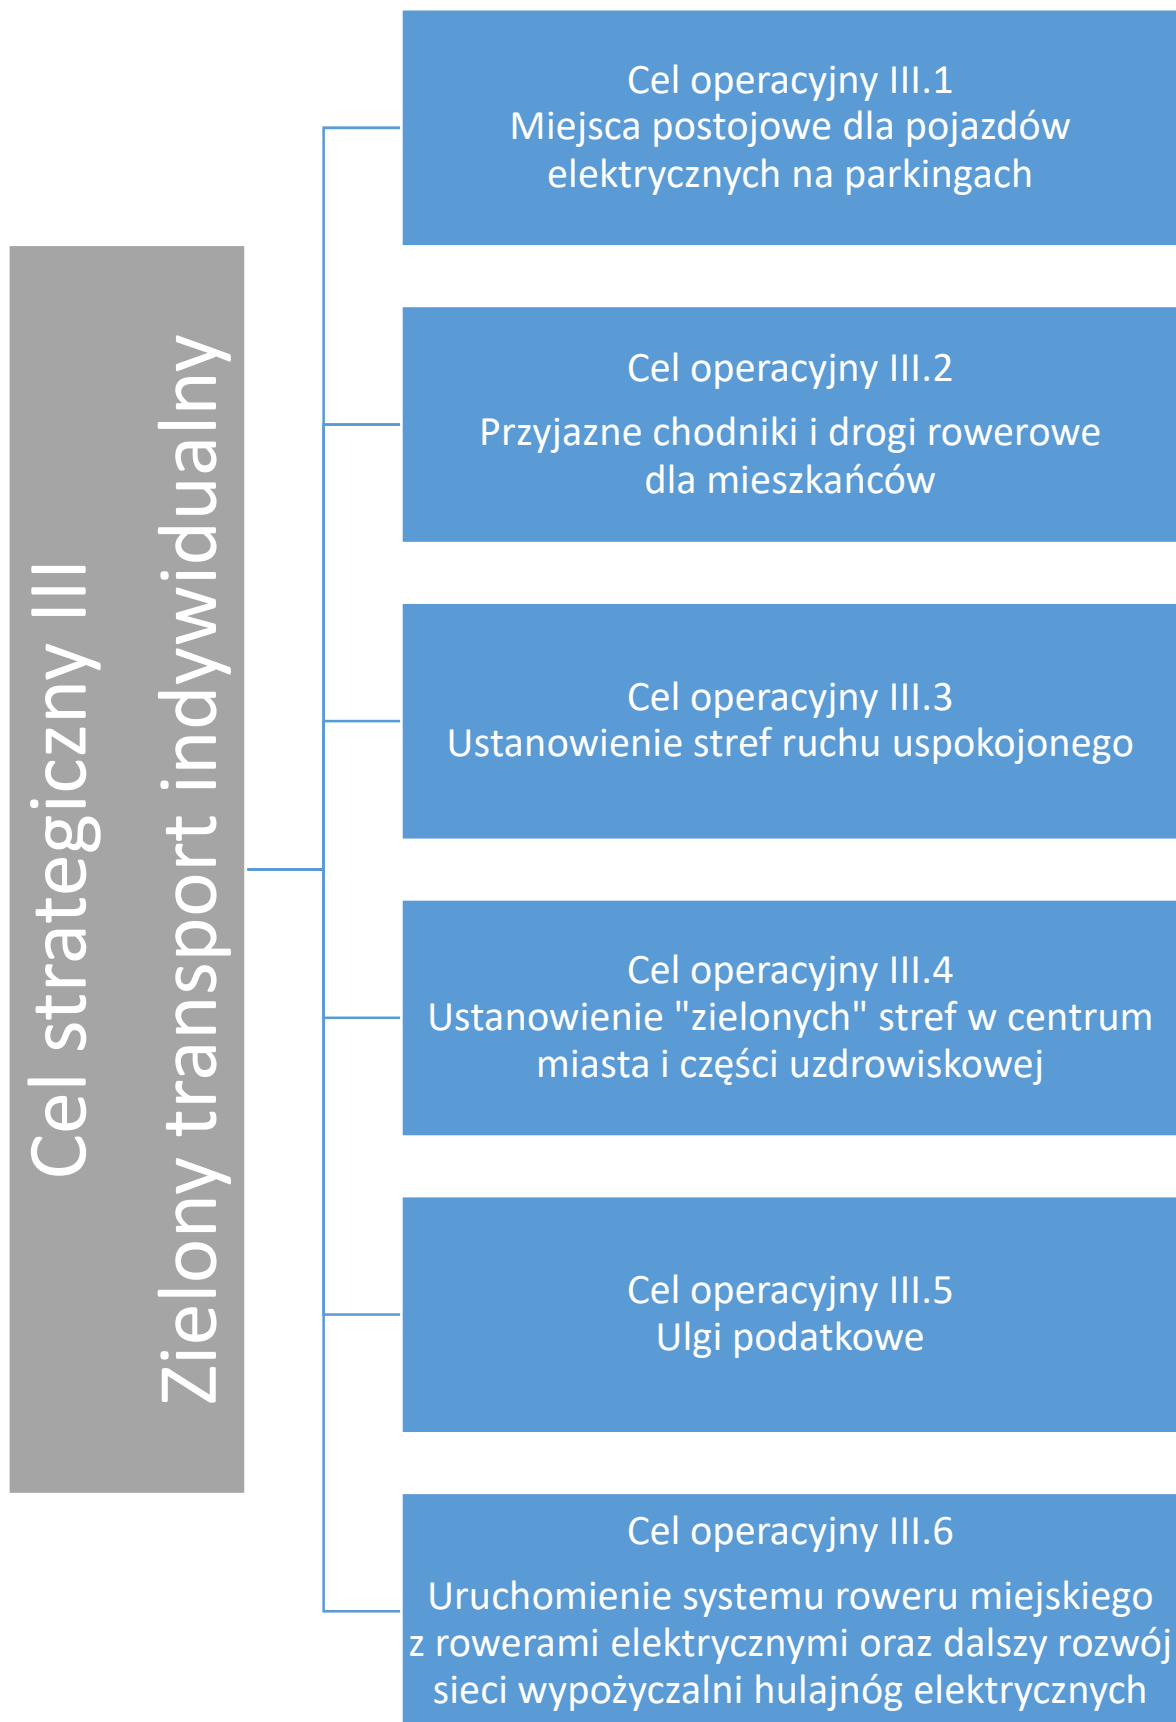 Cel strategiczny III
Zielony transport indywidualny
Cel operacyjny III.1
Miejsca postojowe dla pojazdów
elektrycznych na parkingach
Cel operacyjny III.2
Przyjazne chodniki i drogi rowerowe
dla mieszkańców
Cel operacyjny III.3
Ustanowienie stref ruchu uspokojonego
Cel operacyjny III.4
Ustanowienie "zielonych" stref w centrum
miasta i części uzdrowiskowej
Cel operacyjny III.5
Ulgi podatkowe
Cel operacyjny III.6
Uruchomienie systemu roweru miejskiego
z rowerami elektrycznymi oraz dalszy rozwój
sieci wypożyczalni hulajnóg elektrycznych